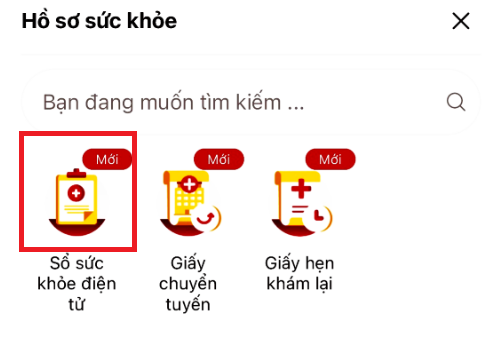 Hồ sơ sức khỏe
Bạn đang muốn tìm kiếm ...
Mới
Mới
Mới
Sổ sức
khỏe điện
tử
Giấy
chuyển
tuyến
Giấy hẹn
khám lại